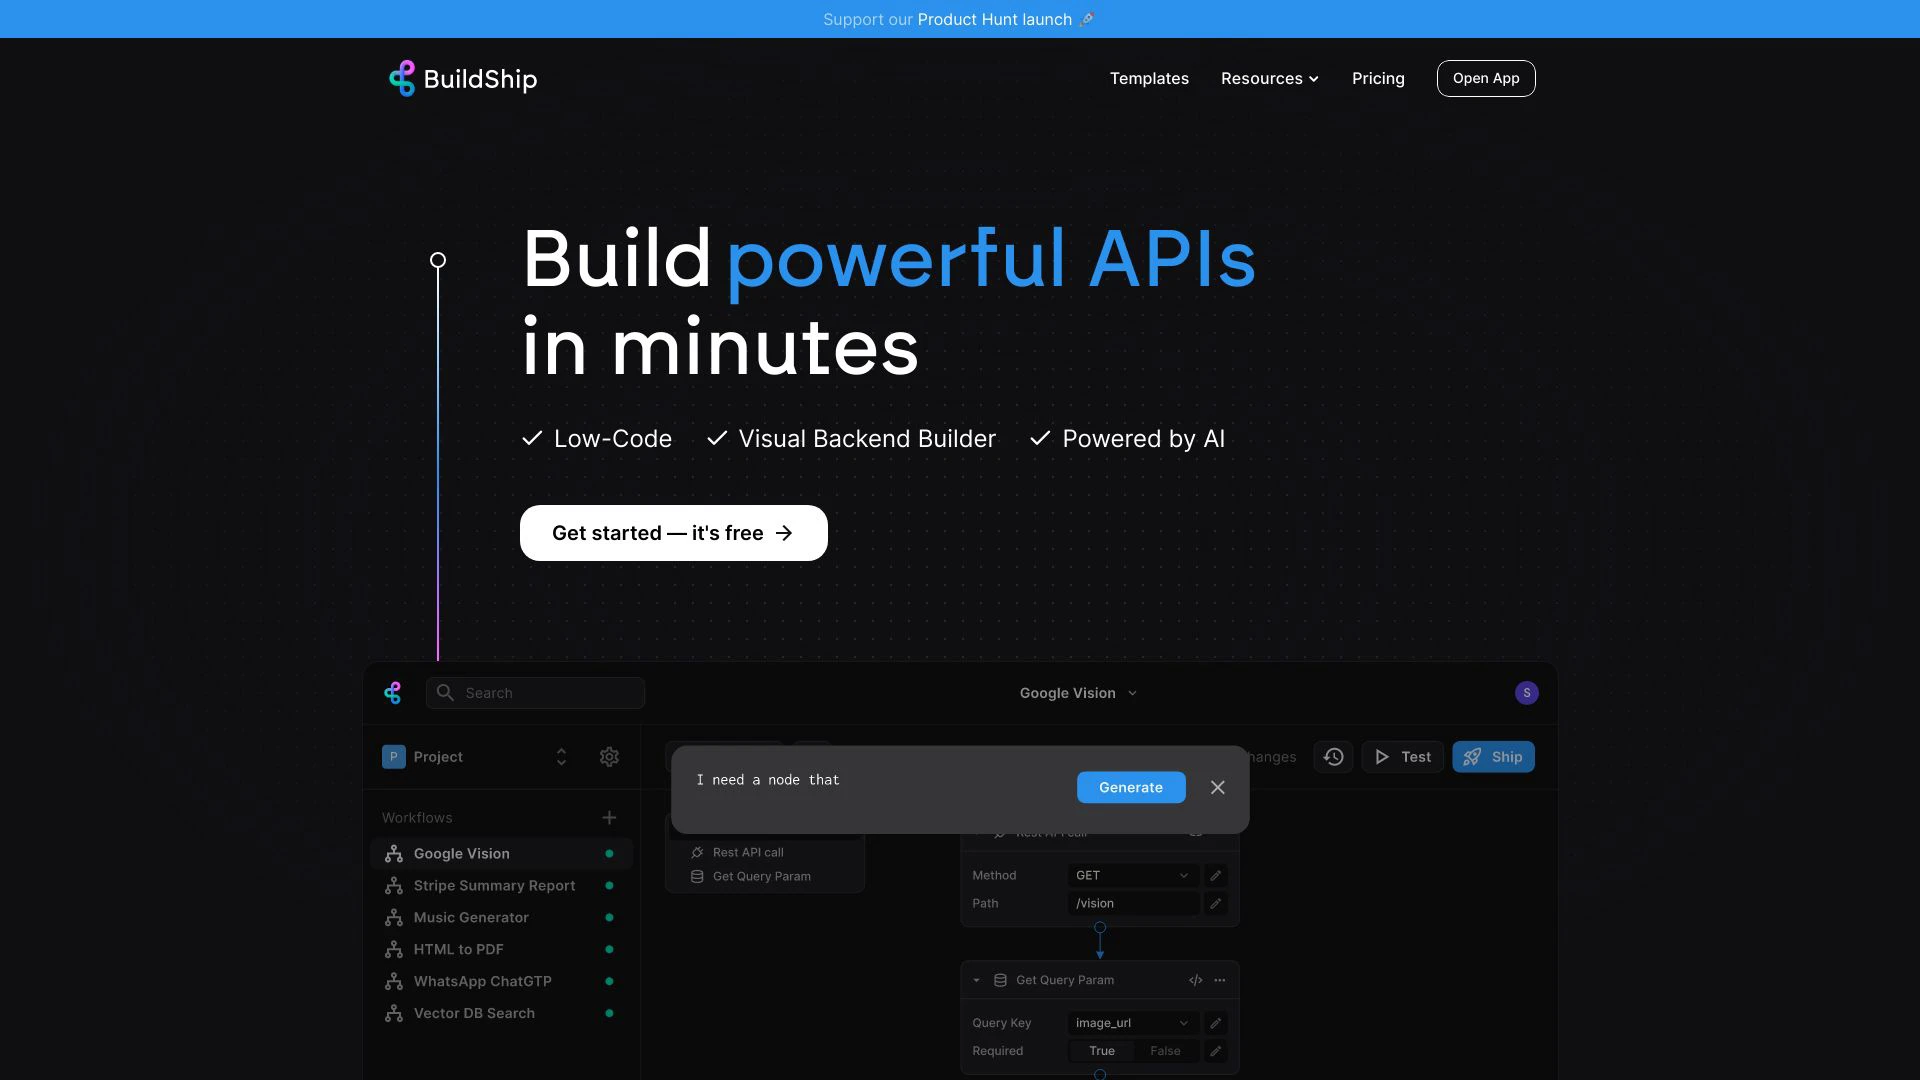 Support our Product Hunt launch 🚀
BuildShip
Templates
Resources
Pricing
Open App
Build powerful APIs
in minutes
Low-Code
Visual Backend Builder
Powered by AI
Get started — it's free →
Search
Google Vision
S
P
Project
hanges
Test
Ship
I need a node that
Generate
Workflows
Google Vision
Stripe Summary Report
Music Generator
HTML to PDF
WhatsApp ChatGTP
Vector DB Search
Rest API call
Get Query Param
Rest API call
Method
GET
Path
/vision
Get Query Param
Query Key
image_url
Required
True
False